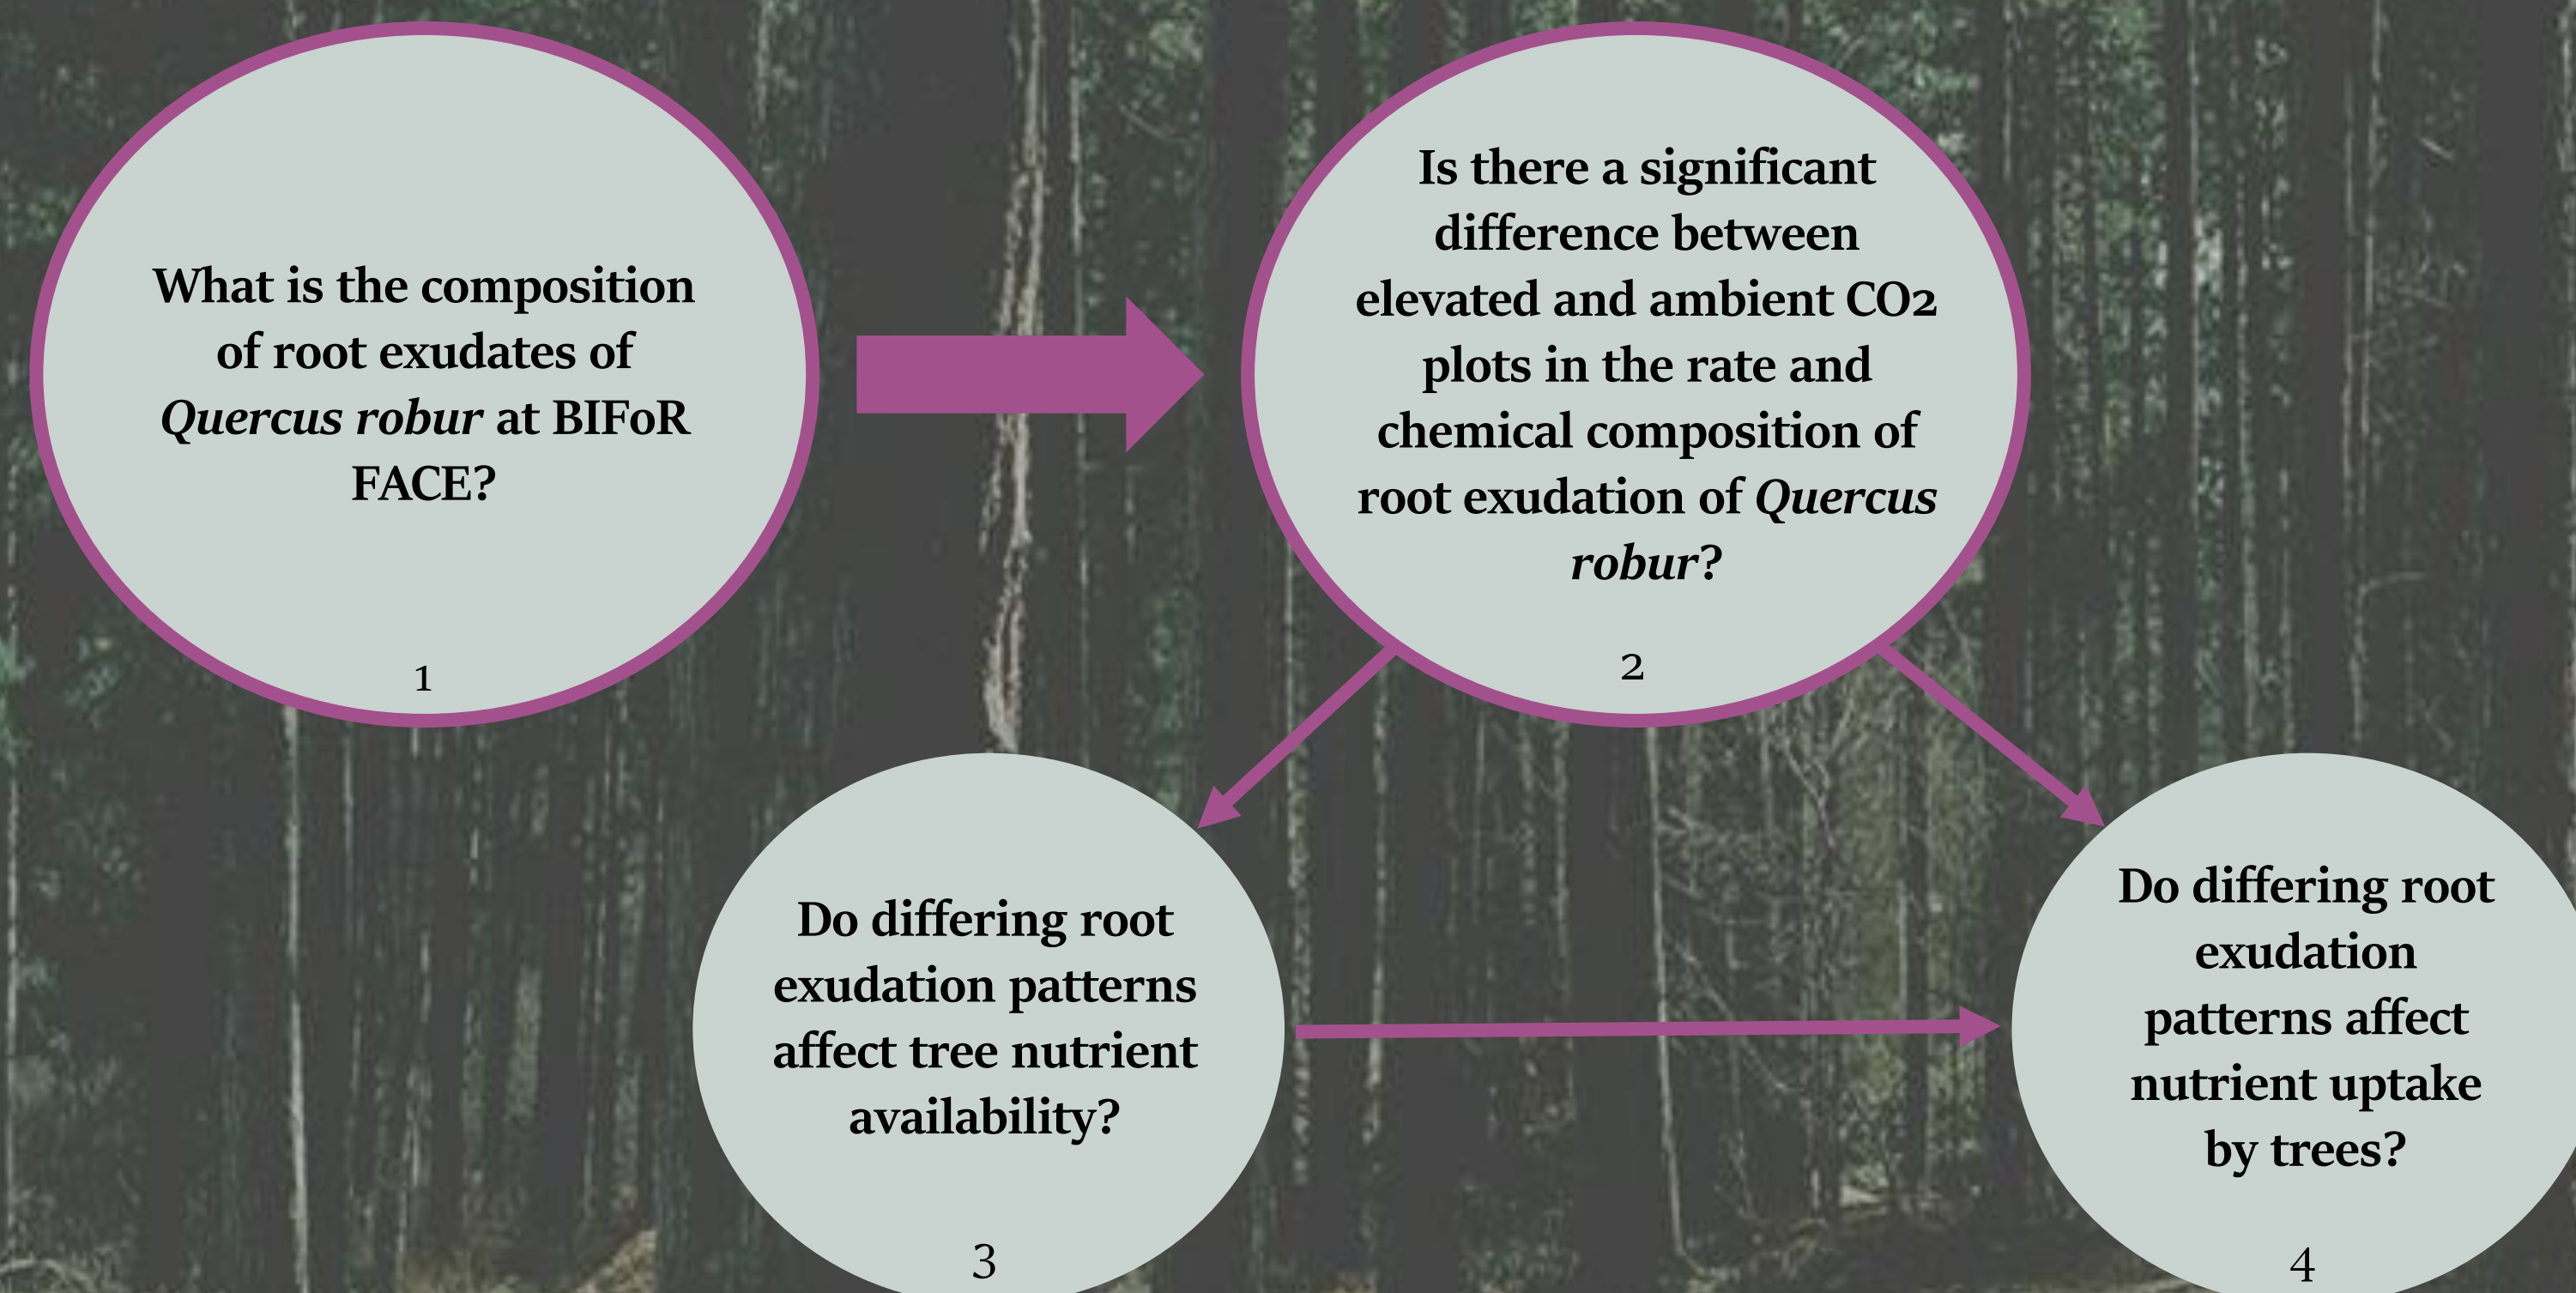 What is the composition
of root exudates of
Quercus robur at BIFoR
FACE?
1
Is there a significant
difference between
elevated and ambient CO2
plots in the rate and
chemical composition of
root exudation of Quercus
robur?
2
Do differing root
exudation patterns
affect tree nutrient
availability?
3
Do differing root
exudation
patterns affect
nutrient uptake
by trees?
4